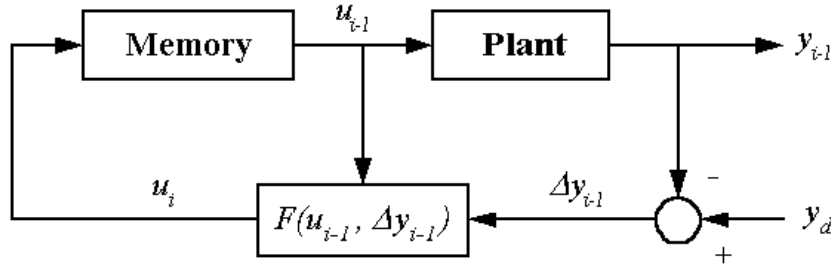 u_{i-1}
Memory
Plant
y_{i-1}
-
u_i
Δy_{i-1}
F(u_{i-1}, Δy_{i-1})
y_d
+